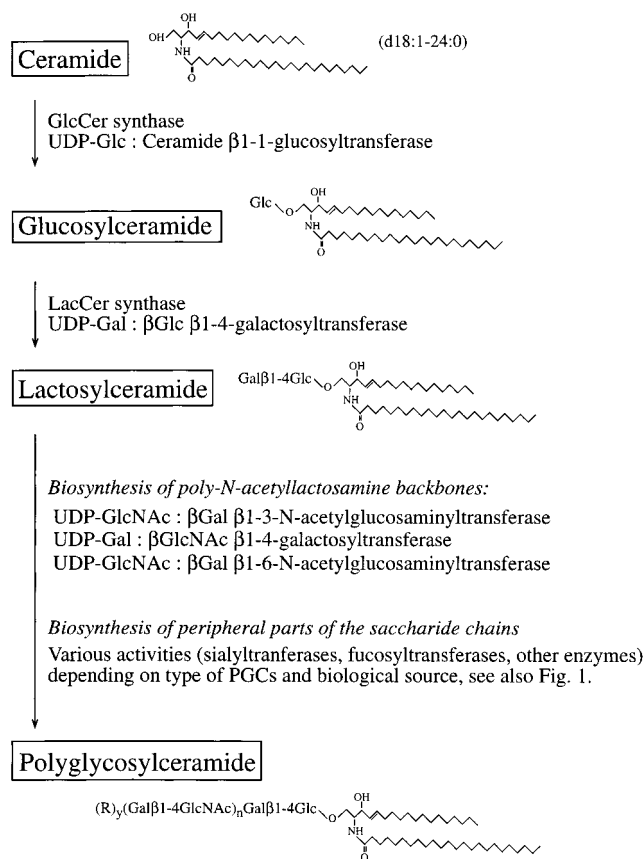 OH
HO
NH
O
(d18:1-24:0)
Ceramide
GlcCer synthase
UDP-Glc : Ceramide β1-1-glucosyltransferase
OH
Glc
O
NH
O
Glucosylceramide
LacCer synthase
UDP-Gal : βGlc β1-4-galactosyltransferase
OH
Galβ1-4Glc
O
NH
O
Lactosylceramide
Biosynthesis of poly-N-acetyllactosamine backbones:
UDP-GlcNAc : βGal β1-3-N-acetylglucosaminyltransferase
UDP-Gal : βGlcNAc β1-4-galactosyltransferase
UDP-GlcNAc : βGal β1-6-N-acetylglucosaminyltransferase
Biosynthesis of peripheral parts of the saccharide chains
Various activities (sialyltranferases, fucosyltransferases, other enzymes)
depending on type of PGCs and biological source, see also Fig. 1.
Polyglycosylceramide
OH
(R)y(Galβ1-4GlcNAc)nGalβ1-4Glc
O
NH
O